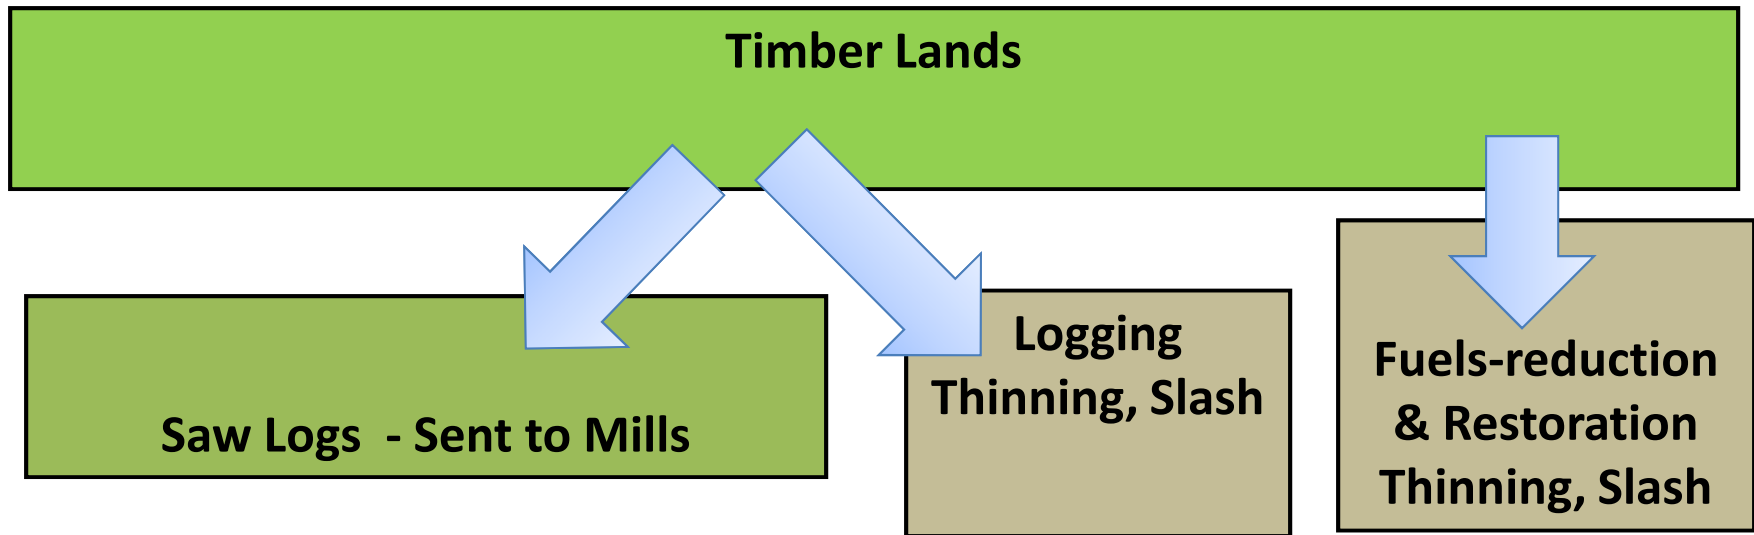 Timber Lands
Saw Logs  - Sent to Mills
Logging
Thinning, Slash
Fuels-reduction
& Restoration
Thinning, Slash